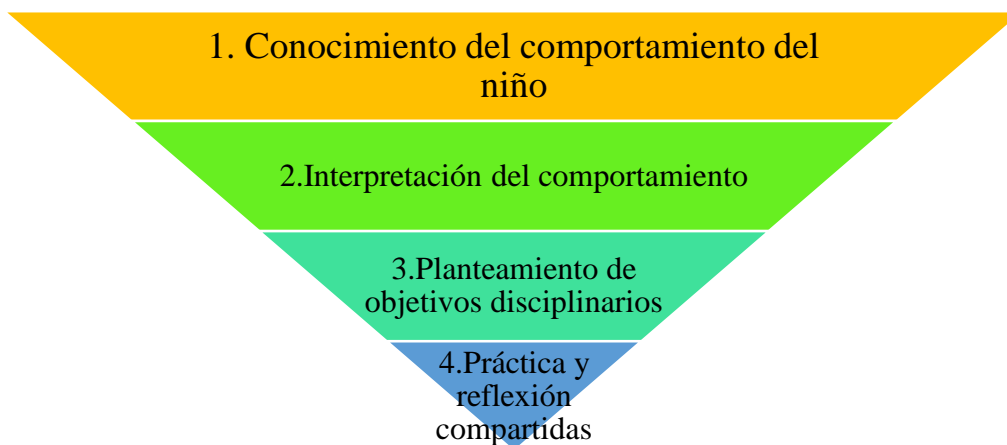 1. Conocimiento del comportamiento del
niño
2.Interpretación del comportamiento
3.Planteamiento de
objetivos disciplinarios
4.Práctica y
reflexión
compartidas